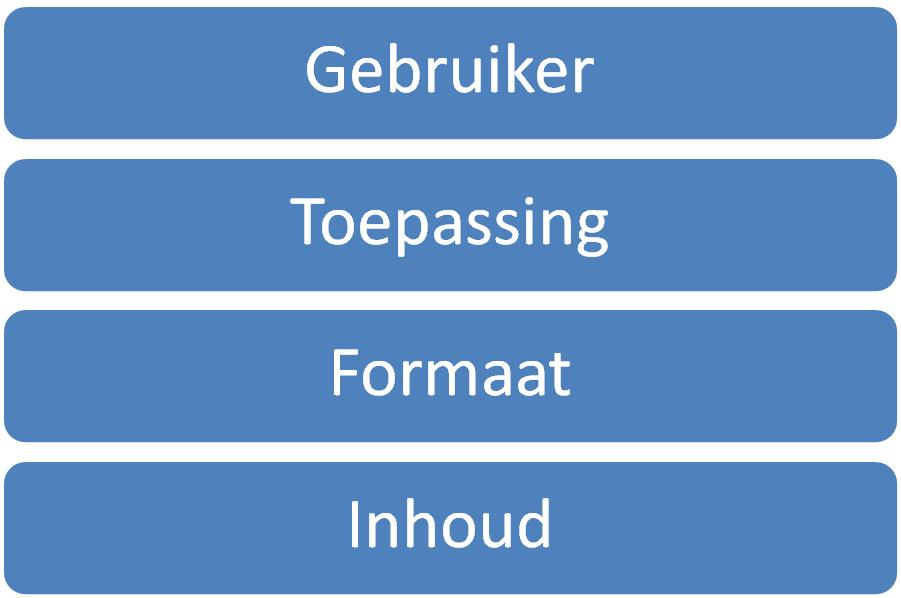 Gebruiker
Toepassing
Formaat
Inhoud